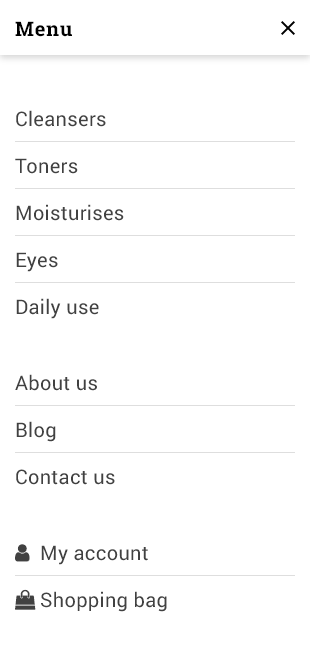 Menu
Cleansers
Toners
Moisturises
Eyes
Daily use
About us
Blog
Contact us
My account
Shopping bag